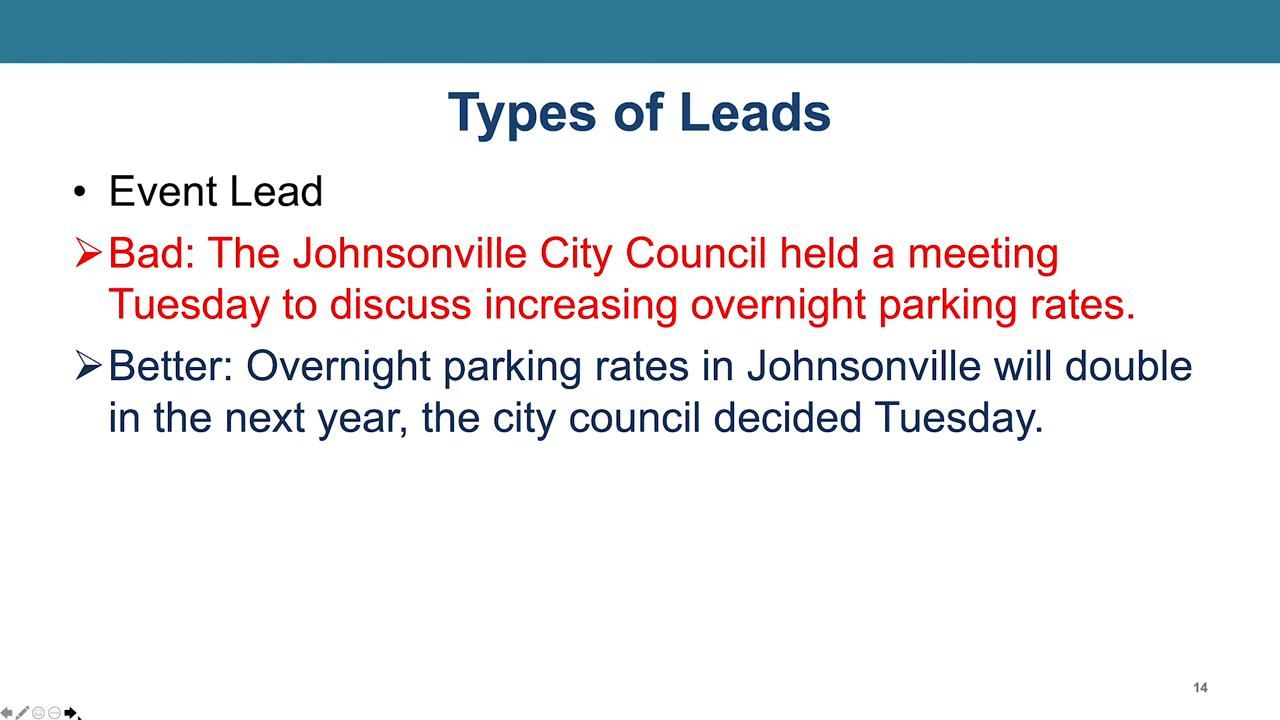 Types of Leads
• Event Lead
➢Bad: The Johnsonville City Council held a meeting
Tuesday to discuss increasing overnight parking rates.
➢Better: Overnight parking rates in Johnsonville will double
in the next year, the city council decided Tuesday.
14